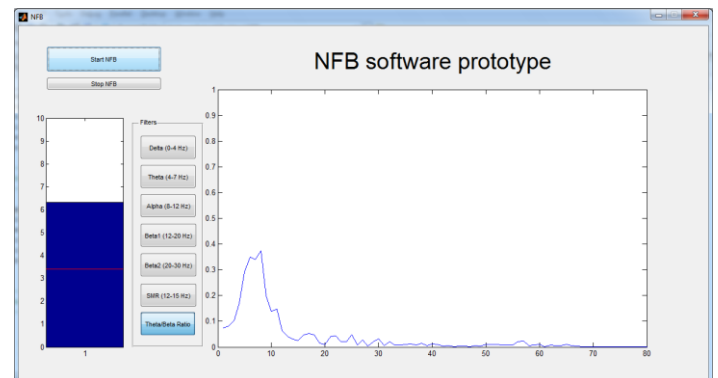 NFB
Start NFB
Stop NFB
NFB software prototype
Filters
Delta (0-4 Hz)
Theta (4-7 Hz)
Alpha (8-12 Hz)
Beta1 (12-20 Hz)
Beta2 (20-30 Hz)
SMR (12-15 Hz)
Theta/Beta Ratio
10
9
8
7
6
5
4
3
2
1
0
1
1
0.9
0.8
0.7
0.6
0.5
0.4
0.3
0.2
0.1
0
0 10 20 30 40 50 60 70 80